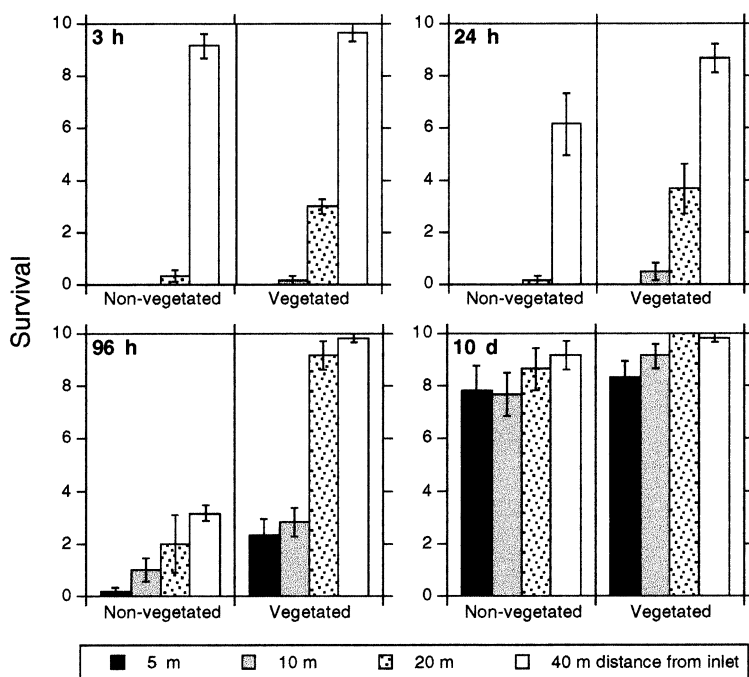 3 h
10
8
6
4
2
0
Non-vegetated
Vegetated
24 h
10
8
6
4
2
0
Non-vegetated
Vegetated
Survival
96 h
10
8
6
4
2
0
Non-vegetated
Vegetated
10 d
10
8
6
4
2
0
Non-vegetated
Vegetated
5 m
10 m
20 m
40 m distance from inlet